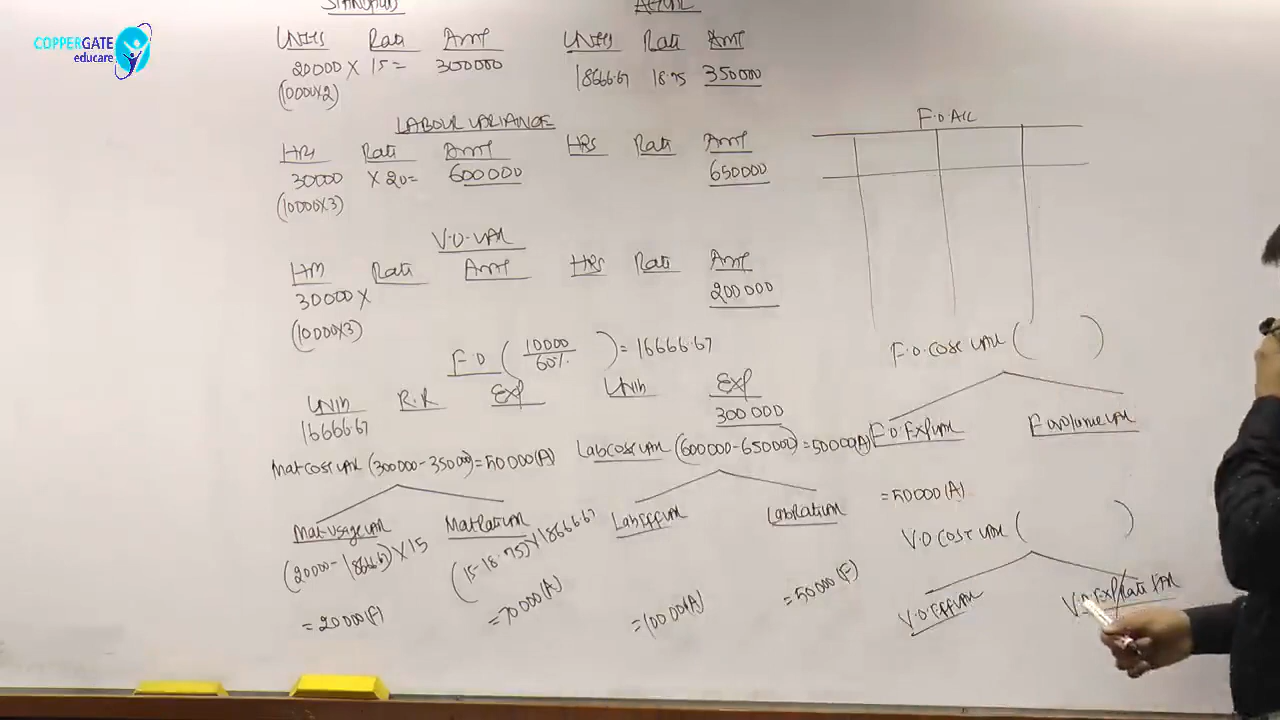 COPPERGATE
educare
STANDARD ACTUAL
UNITS Rate AMT UNITS Rate AMT
20000 X 15= 300000 18666.67 18.75 350000
(10000X2)
LABOUR VARIANCE
HRS Rate AMT HRS Rate AMT
30000 X 20= 600000 650000
(10000X3)
V.O.VAR
HRS Rate AMT HRS Rate AMT
30000 X 200000
(10000X3)
F.O (10000/60%) = 16666.67
Units R.R EXP Units EXP
16666.67 300000
Mat cost VAR (300000-350000)=50000(A) Lab cost VAR (600000-650000)=50000(A)
Mat usage VAR Mat Rate VAR Lab Eff VAR Lab Rate VAR
(20000-18666.67)X15 (15-18.75)X18666.67
=20000(F) =70000(A) =100000(A) =50000(F)
F.O A/C
F.O.Cost VAR ( )
F.O.Exp VAR F.O.Volume VAR
=50000(A)
V.O Cost VAR ( )
V.O Eff VAR V.O.Exp/Rate VAR